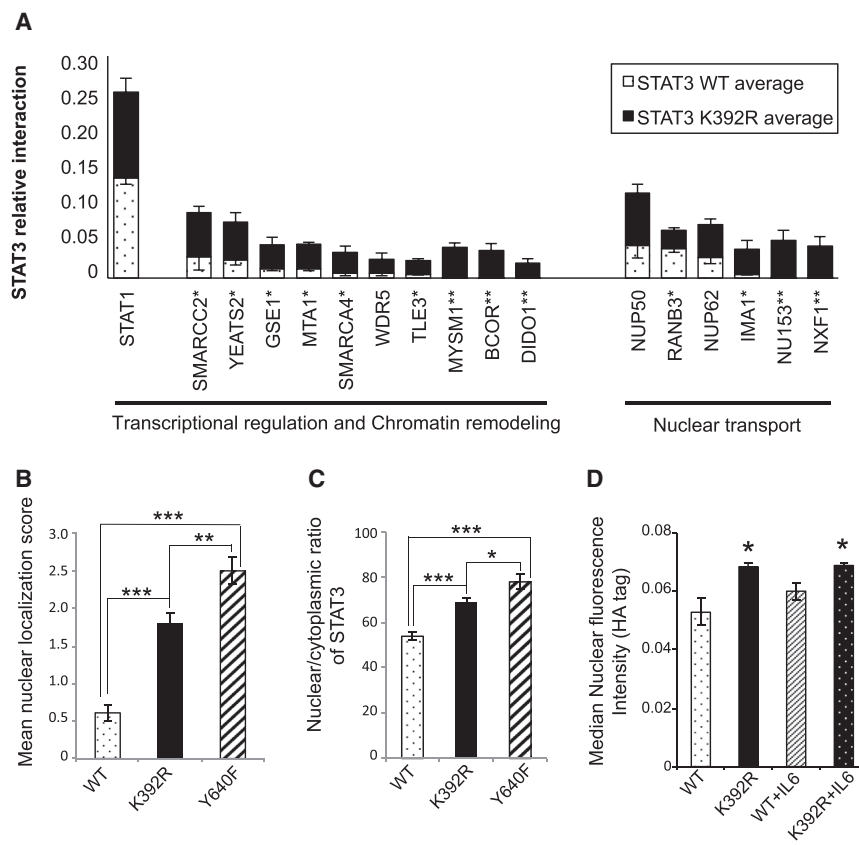 A
STAT3 relative interaction
0.30
0.25
0.20
0.15
0.10
0.05
0
STAT3 WT average
STAT3 K392R average
STAT1
SMARCC2*
YEATS2*
GSE1*
MTA1*
SMARCA4*
WDR5
TLE3*
MYSM1**
BCOR**
DIDO1**
NUP50
RANB3*
NUP62
IMA1*
NU153**
NXF1**
Transcriptional regulation and Chromatin remodeling
Nuclear transport
B
Mean nuclear localization score
3.0
2.5
2.0
1.5
1.0
0.5
0
***
**
***
WT
K392R
Y640F
C
Nuclear/cytoplasmic ratio
of STAT3
100
80
60
40
20
0
***
*
***
WT
K392R
Y640F
D
Median Nuclear fluorescence
Intensity (HA tag)
0.08
0.06
0.04
0.02
0
*
*
WT
K392R
WT+IL6
K392R+IL6